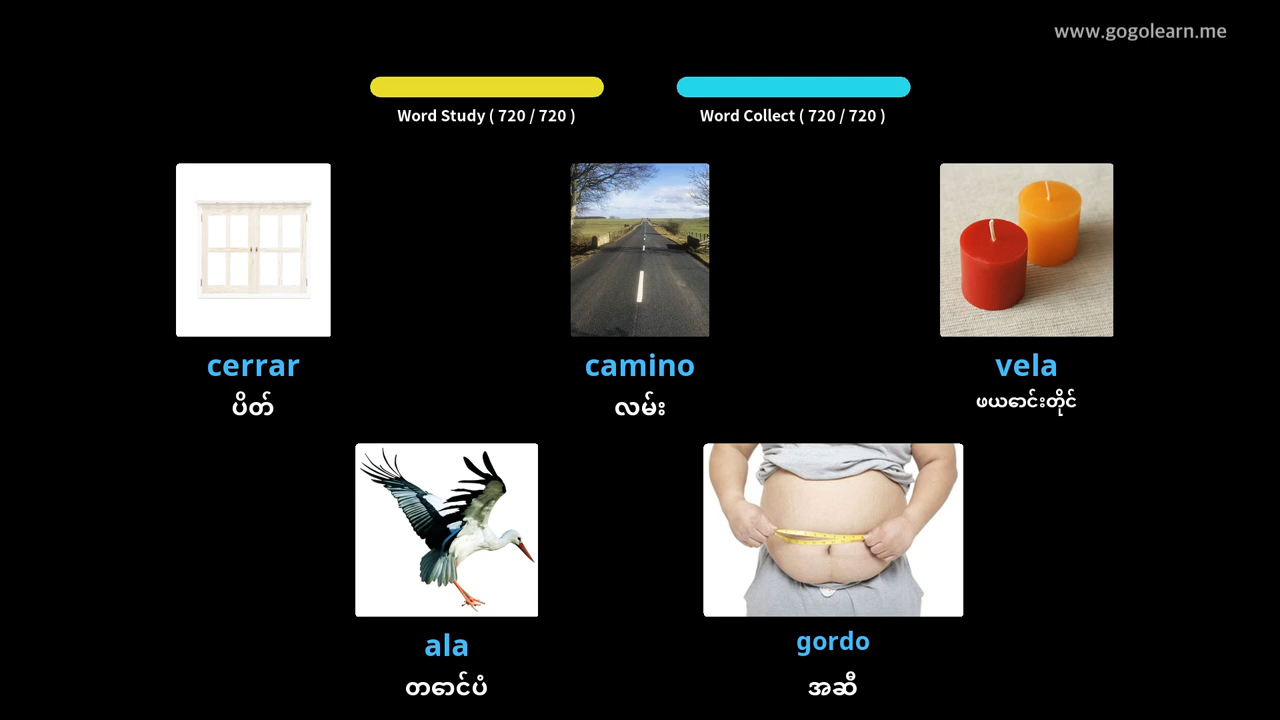 www.gogolearn.me
Word Study ( 720 / 720 )
Word Collect ( 720 / 720 )
cerrar
ပိတ်
camino
လမ်း
vela
ဖယောင်းတိုင်
ala
တောင်ပံ
gordo
အဆီ